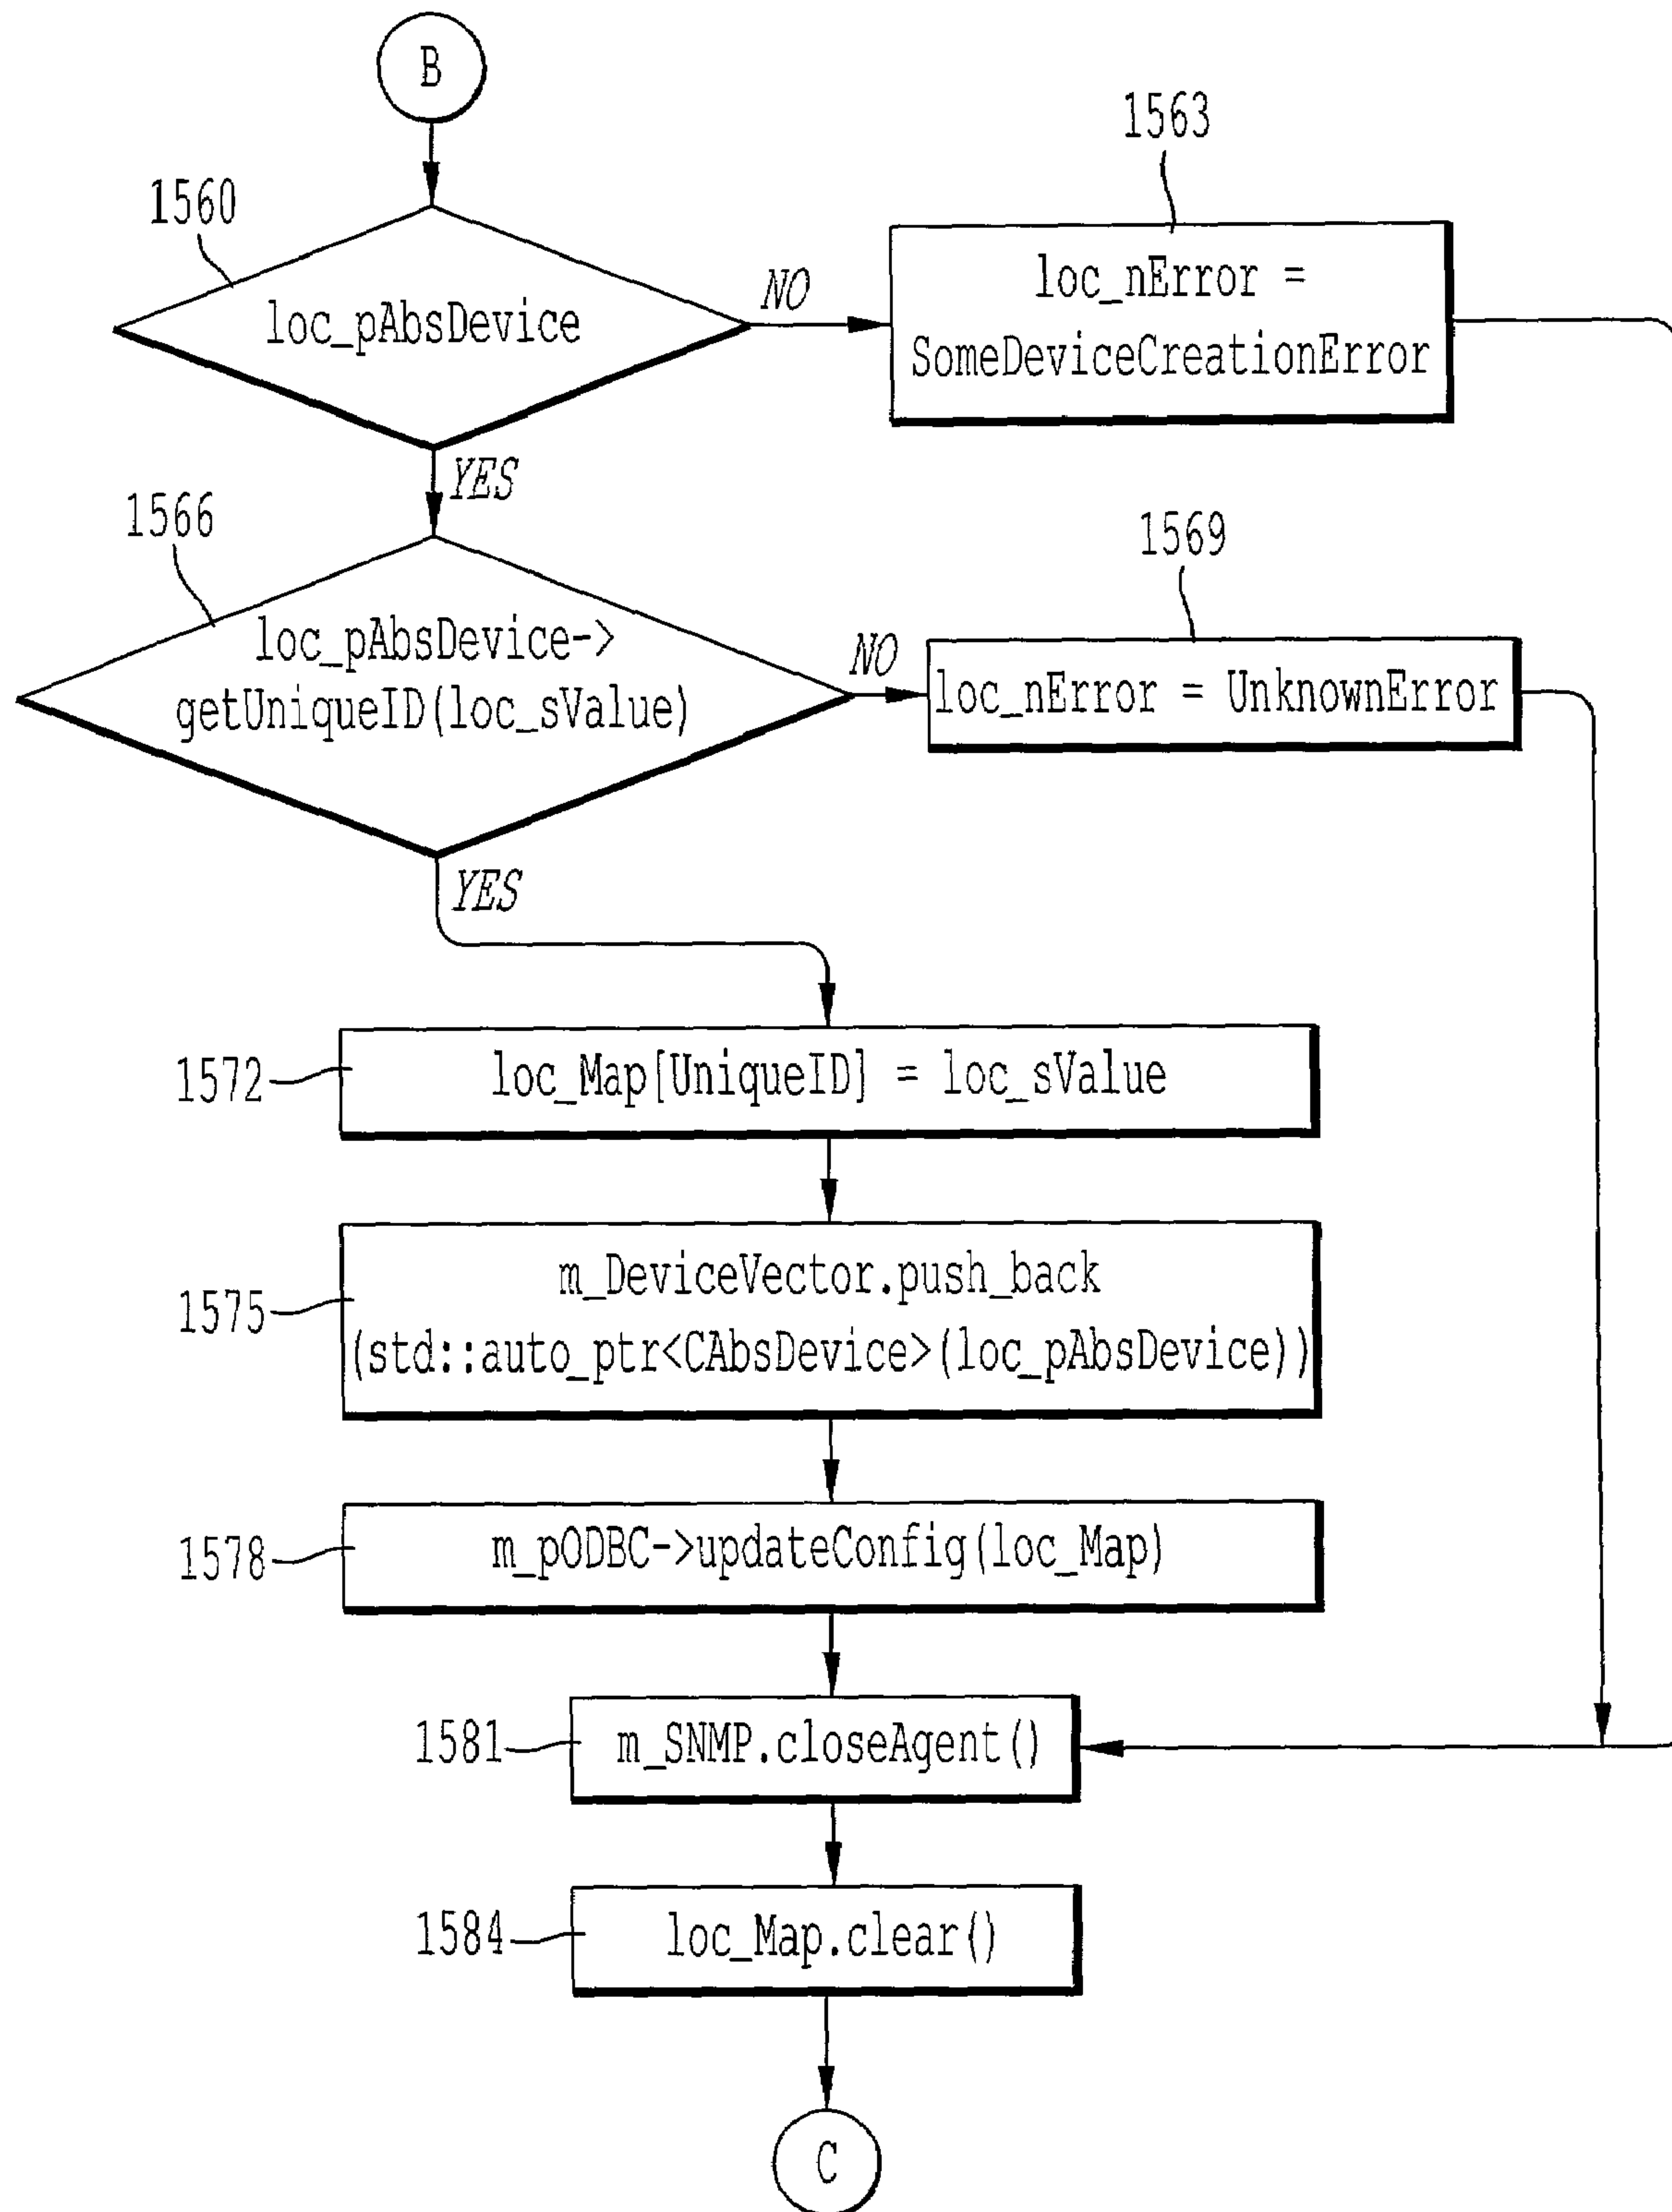 B
1560
loc_pAbsDevice
NO
1563
loc_nError =
SomeDeviceCreationError
YES
1566
loc_pAbsDevice->
getUniqueID(loc_sValue)
NO
1569
loc_nError = UnknownError
YES
1572
loc_Map[UniqueID] = loc_sValue
1575
m_DeviceVector.push_back
(std::auto_ptr<CAbsDevice>(loc_pAbsDevice))
1578
m_pODBC->updateConfig(loc_Map)
1581
m_SNMP.closeAgent()
1584
loc_Map.clear()
C